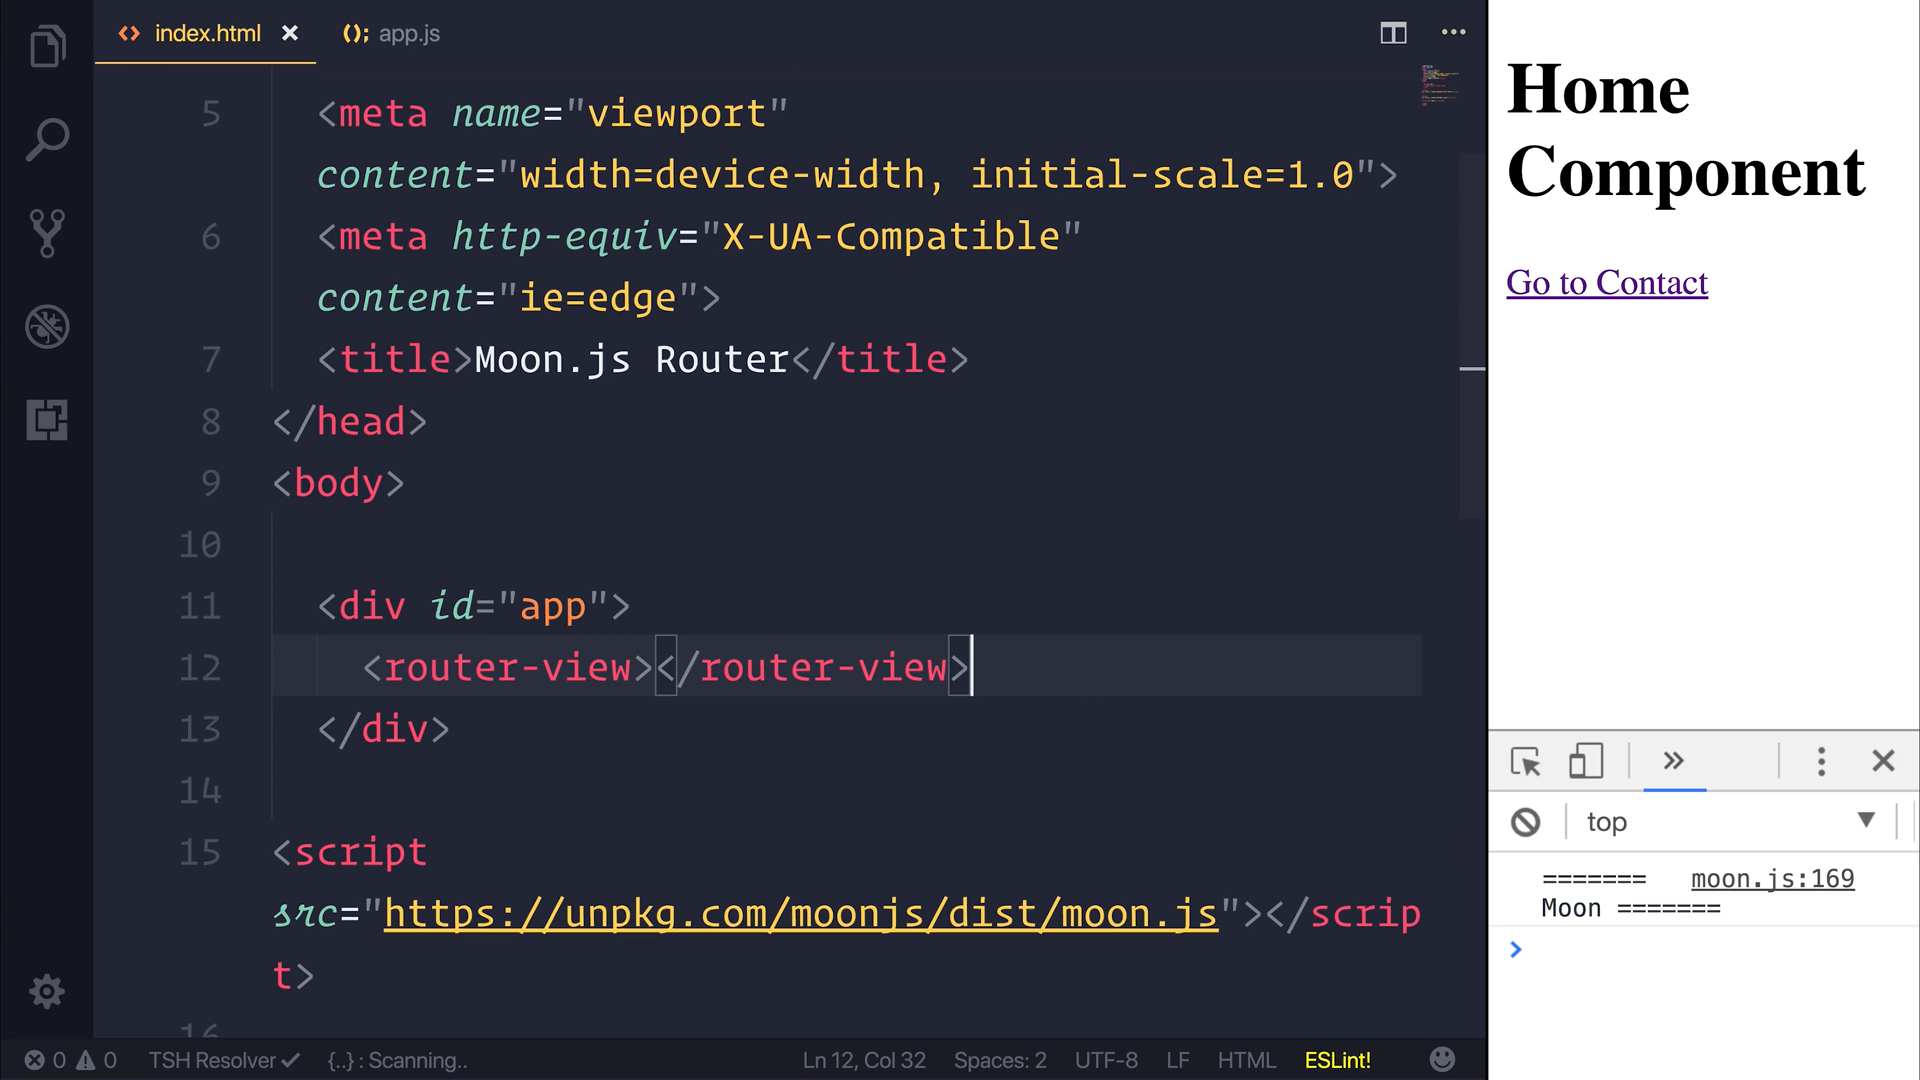 index.html
app.js
5 <meta name="viewport"
content="width=device-width, initial-scale=1.0">
6 <meta http-equiv="X-UA-Compatible"
content="ie=edge">
7 <title>Moon.js Router</title>
8 </head>
9 <body>
10
11 <div id="app">
12 <router-view></router-view>
13 </div>
14
15 <script
src="https://unpkg.com/moonjs/dist/moon.js"></scrip
t>
16
0 0 TSH Resolver {..} : Scanning.. Ln 12, Col 32 Spaces: 2 UTF-8 LF HTML ESLint!
Home
Component
Go to Contact
top
======= moon.js:169
Moon =======